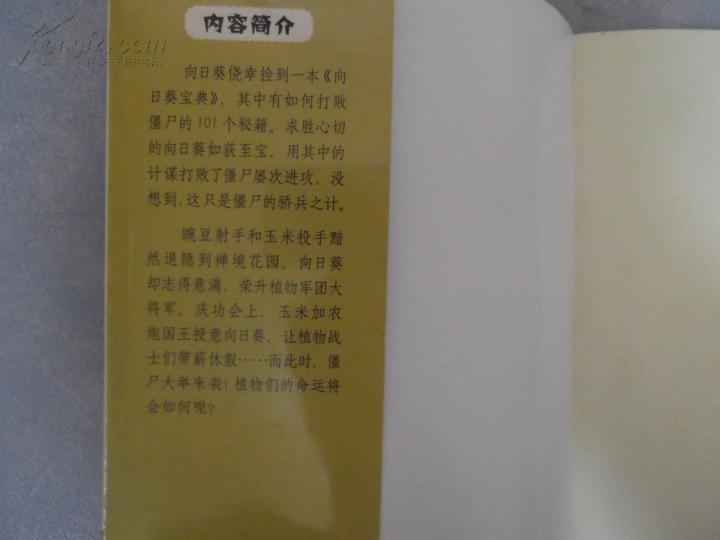 内容简介
向日葵侥幸捡到一本《向
日葵宝典》，其中有如何打败
僵尸的101个秘籍。求胜心切
的向日葵如获至宝，用其中的
计谋打败了僵尸屡次进攻，没
想到，这只是僵尸的骄兵之计。
豌豆射手和玉米投手黯
然退隐到禅境花园。向日葵
却志得意满，荣升植物军团大
将军。庆功会上，玉米加农
炮国王授意向日葵，让植物战
士们带薪休假……而此时，僵
尸大举来袭！植物们的命运将
会如何呢？